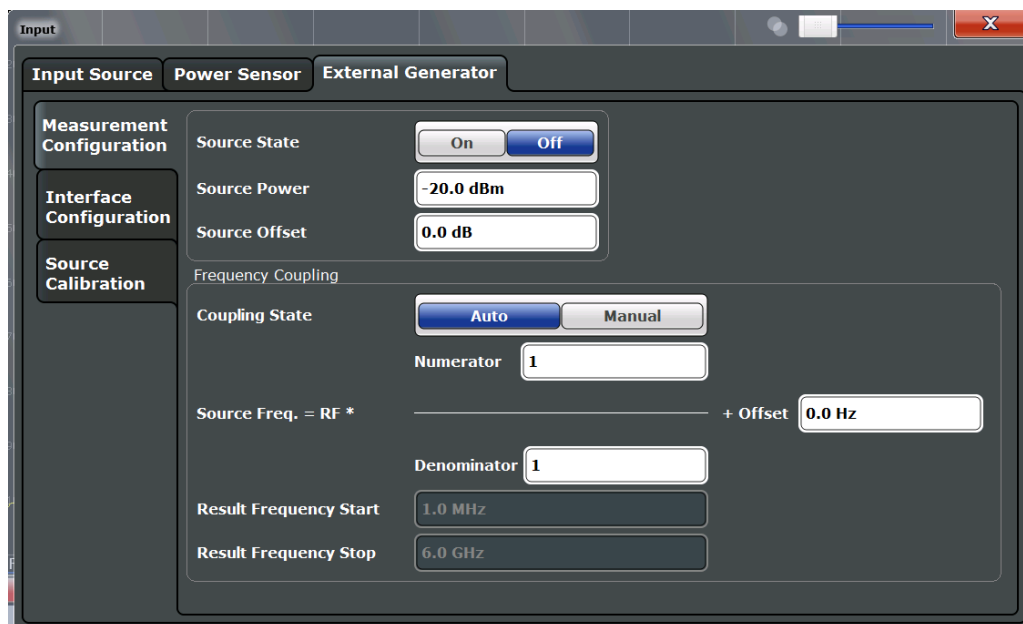 Input
X
Input Source Power Sensor External Generator
Measurement
Configuration
Interface
Configuration
Source
Calibration
Source State On Off
Source Power -20.0 dBm
Source Offset 0.0 dB
Frequency Coupling
Coupling State Auto Manual
Numerator 1
Source Freq. = RF * + Offset 0.0 Hz
Denominator 1
Result Frequency Start 1.0 MHz
Result Frequency Stop 6.0 GHz